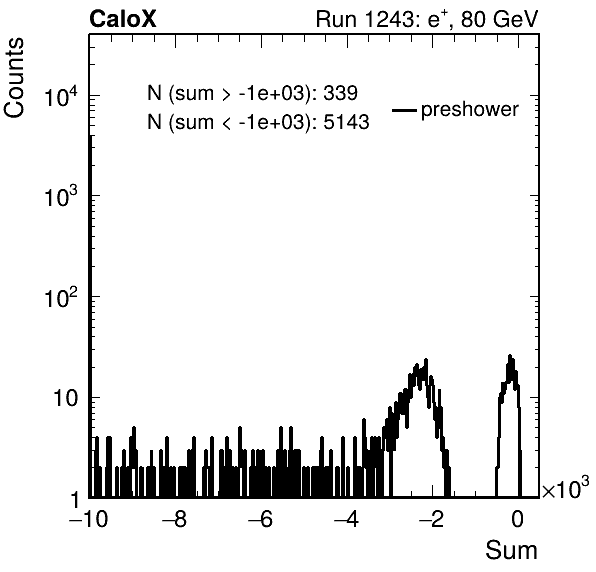 CaloX Run 1243: e⁺, 80 GeV
Counts
N (sum > -1e+03): 339
N (sum < -1e+03): 5143
preshower
10⁴
10³
10²
10
1
−10 −8 −6 −4 −2 0 ×10³
Sum